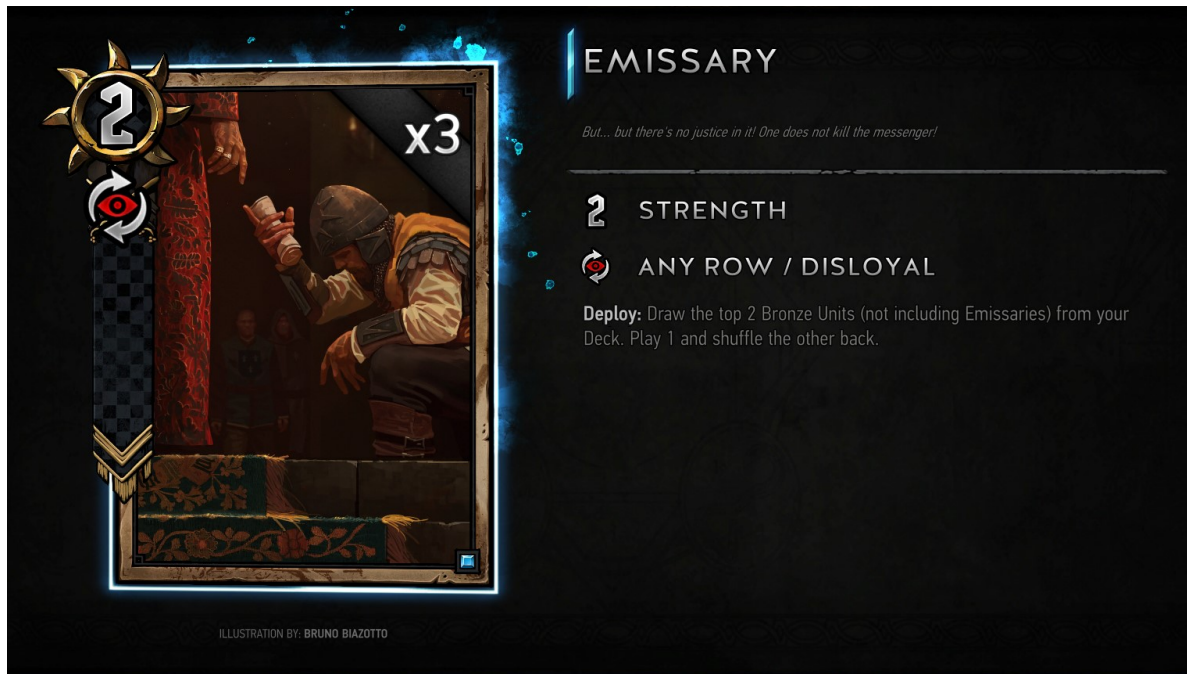 2
x3
EMISSARY
But... but there's no justice in it! One does not kill the messenger!
2 STRENGTH
ANY ROW / DISLOYAL
Deploy: Draw the top 2 Bronze Units (not including Emissaries) from your
Deck. Play 1 and shuffle the other back.
ILLUSTRATION BY: BRUNO BIAZOTTO